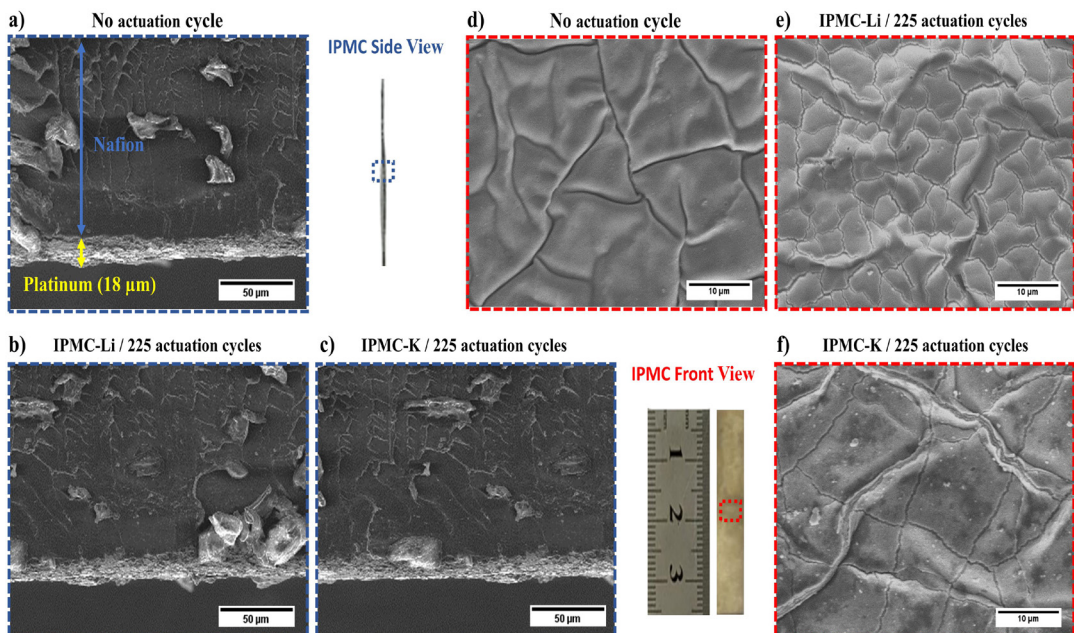 a) No actuation cycle
IPMC Side View
d) No actuation cycle
e) IPMC-Li / 225 actuation cycles
Nafion
Platinum (18 µm)
50 µm
10 µm
10 µm
b) IPMC-Li / 225 actuation cycles
c) IPMC-K / 225 actuation cycles
IPMC Front View
f) IPMC-K / 225 actuation cycles
1
2
3
50 µm
50 µm
10 µm